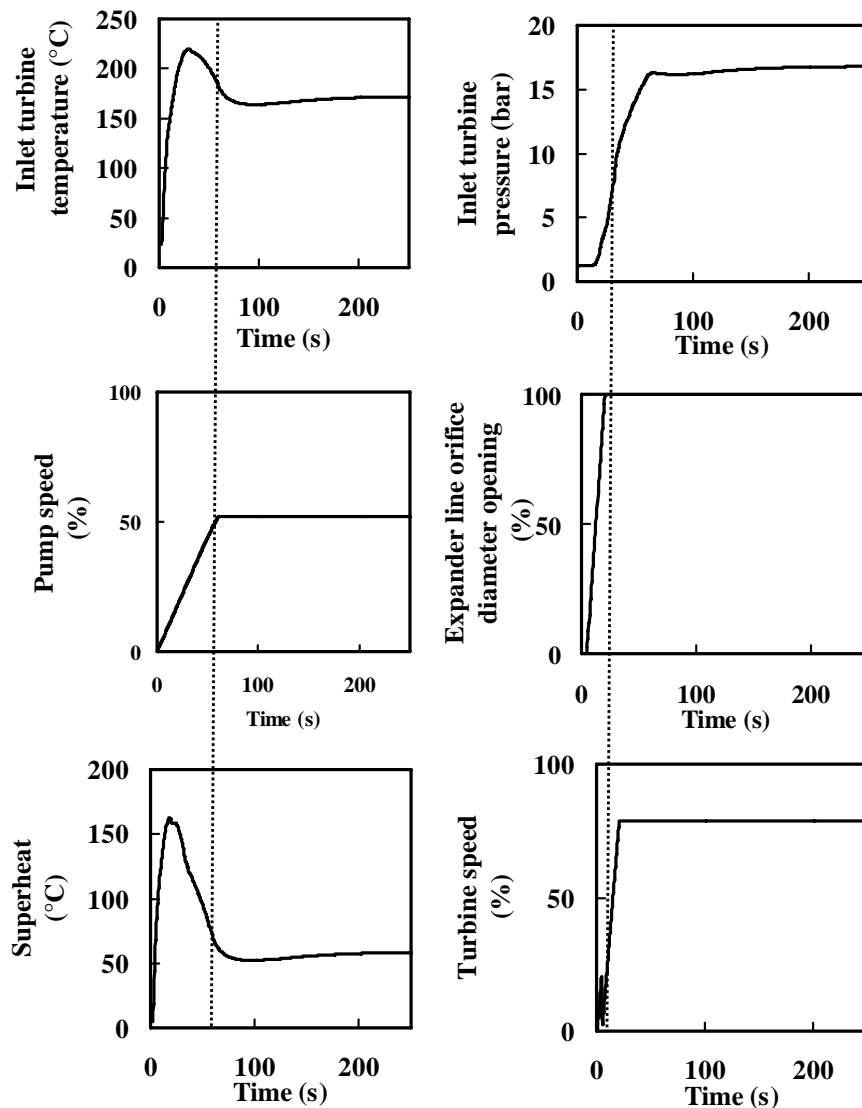 Inlet turbine
temperature (°C)
250
200
150
100
50
0
0 100 200
Time (s)
Inlet turbine
pressure (bar)
20
15
10
5
0
0 100 200
Time (s)
Pump speed
(%)
100
50
0
0 100 200
Time (s)
Expander line orifice
diameter opening
(%)
100
50
0
0 100 200
Time (s)
Superheat
(°C)
200
150
100
50
0
0 100 200
Time (s)
Turbine speed
(%)
100
50
0
0 100 200
Time (s)